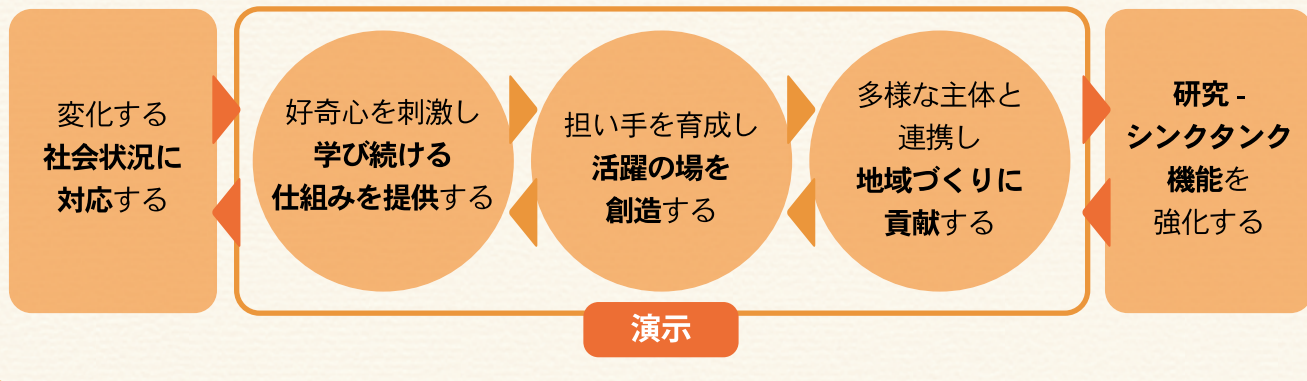 変化する
社会状況に
対応する
好奇心を刺激し
学び続ける
仕組みを提供する
担い手を育成し
活躍の場を
創造する
多様な主体と
連携し
地域づくりに
貢献する
研究 -
シンクタンク
機能を
強化する
演示